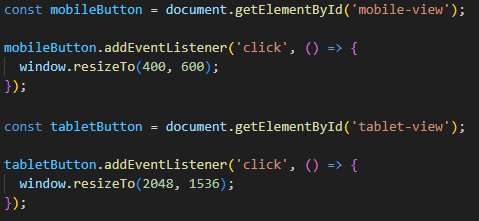 const mobileButton = document.getElementById('mobile-view');
mobileButton.addEventListener('click', () => {
  window.resizeTo(400, 600);
});
const tabletButton = document.getElementById('tablet-view');
tabletButton.addEventListener('click', () => {
  window.resizeTo(2048, 1536);
});